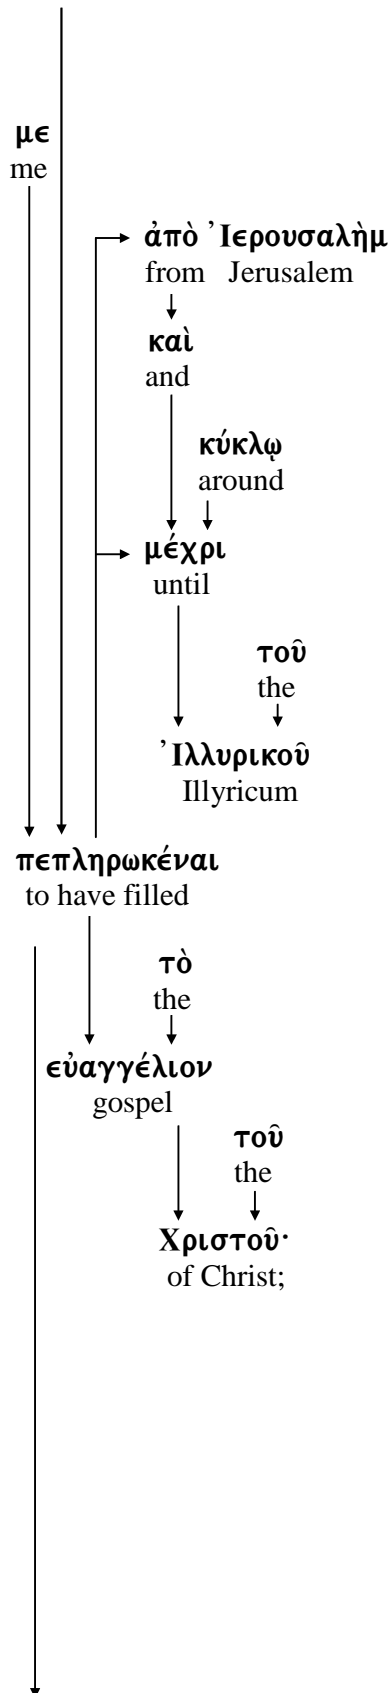 με
me
ἀπὸ Ἰερουσαλὴμ
from Jerusalem
καὶ
and
κύκλῳ
around
μέχρι
until
τοῦ
the
Ἰλλυρικοῦ
Illyricum
πεπληρωκέναι
to have filled
τὸ
the
εὐαγγέλιον
gospel
τοῦ
the
Χριστοῦ·
of Christ;